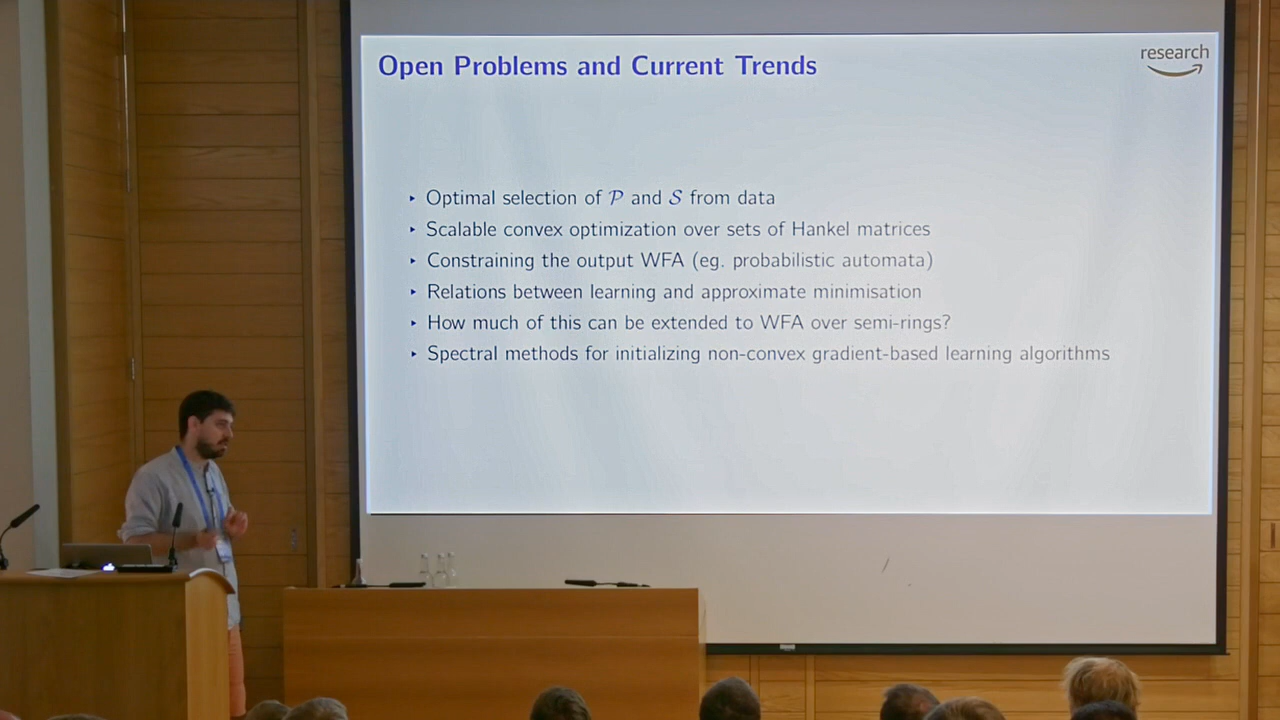 Open Problems and Current Trends
research
‣ Optimal selection of 𝒫 and 𝒮 from data
‣ Scalable convex optimization over sets of Hankel matrices
‣ Constraining the output WFA (eg. probabilistic automata)
‣ Relations between learning and approximate minimisation
‣ How much of this can be extended to WFA over semi-rings?
‣ Spectral methods for initializing non-convex gradient-based learning algorithms